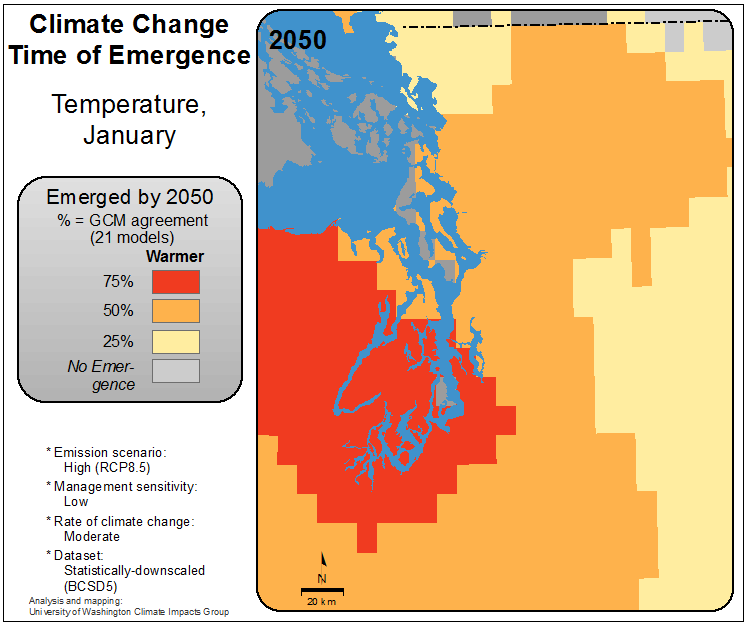 Climate Change
Time of Emergence
Temperature,
January
Emerged by 2050
% = GCM agreement
(21 models)
Warmer
75%
50%
25%
No Emer-
gence
* Emission scenario:
High (RCP8.5)
* Management sensitivity:
Low
* Rate of climate change:
Moderate
* Dataset:
Statistically-downscaled
(BCSD5)
Analysis and mapping:
University of Washington Climate Impacts Group
2050
N
20 km